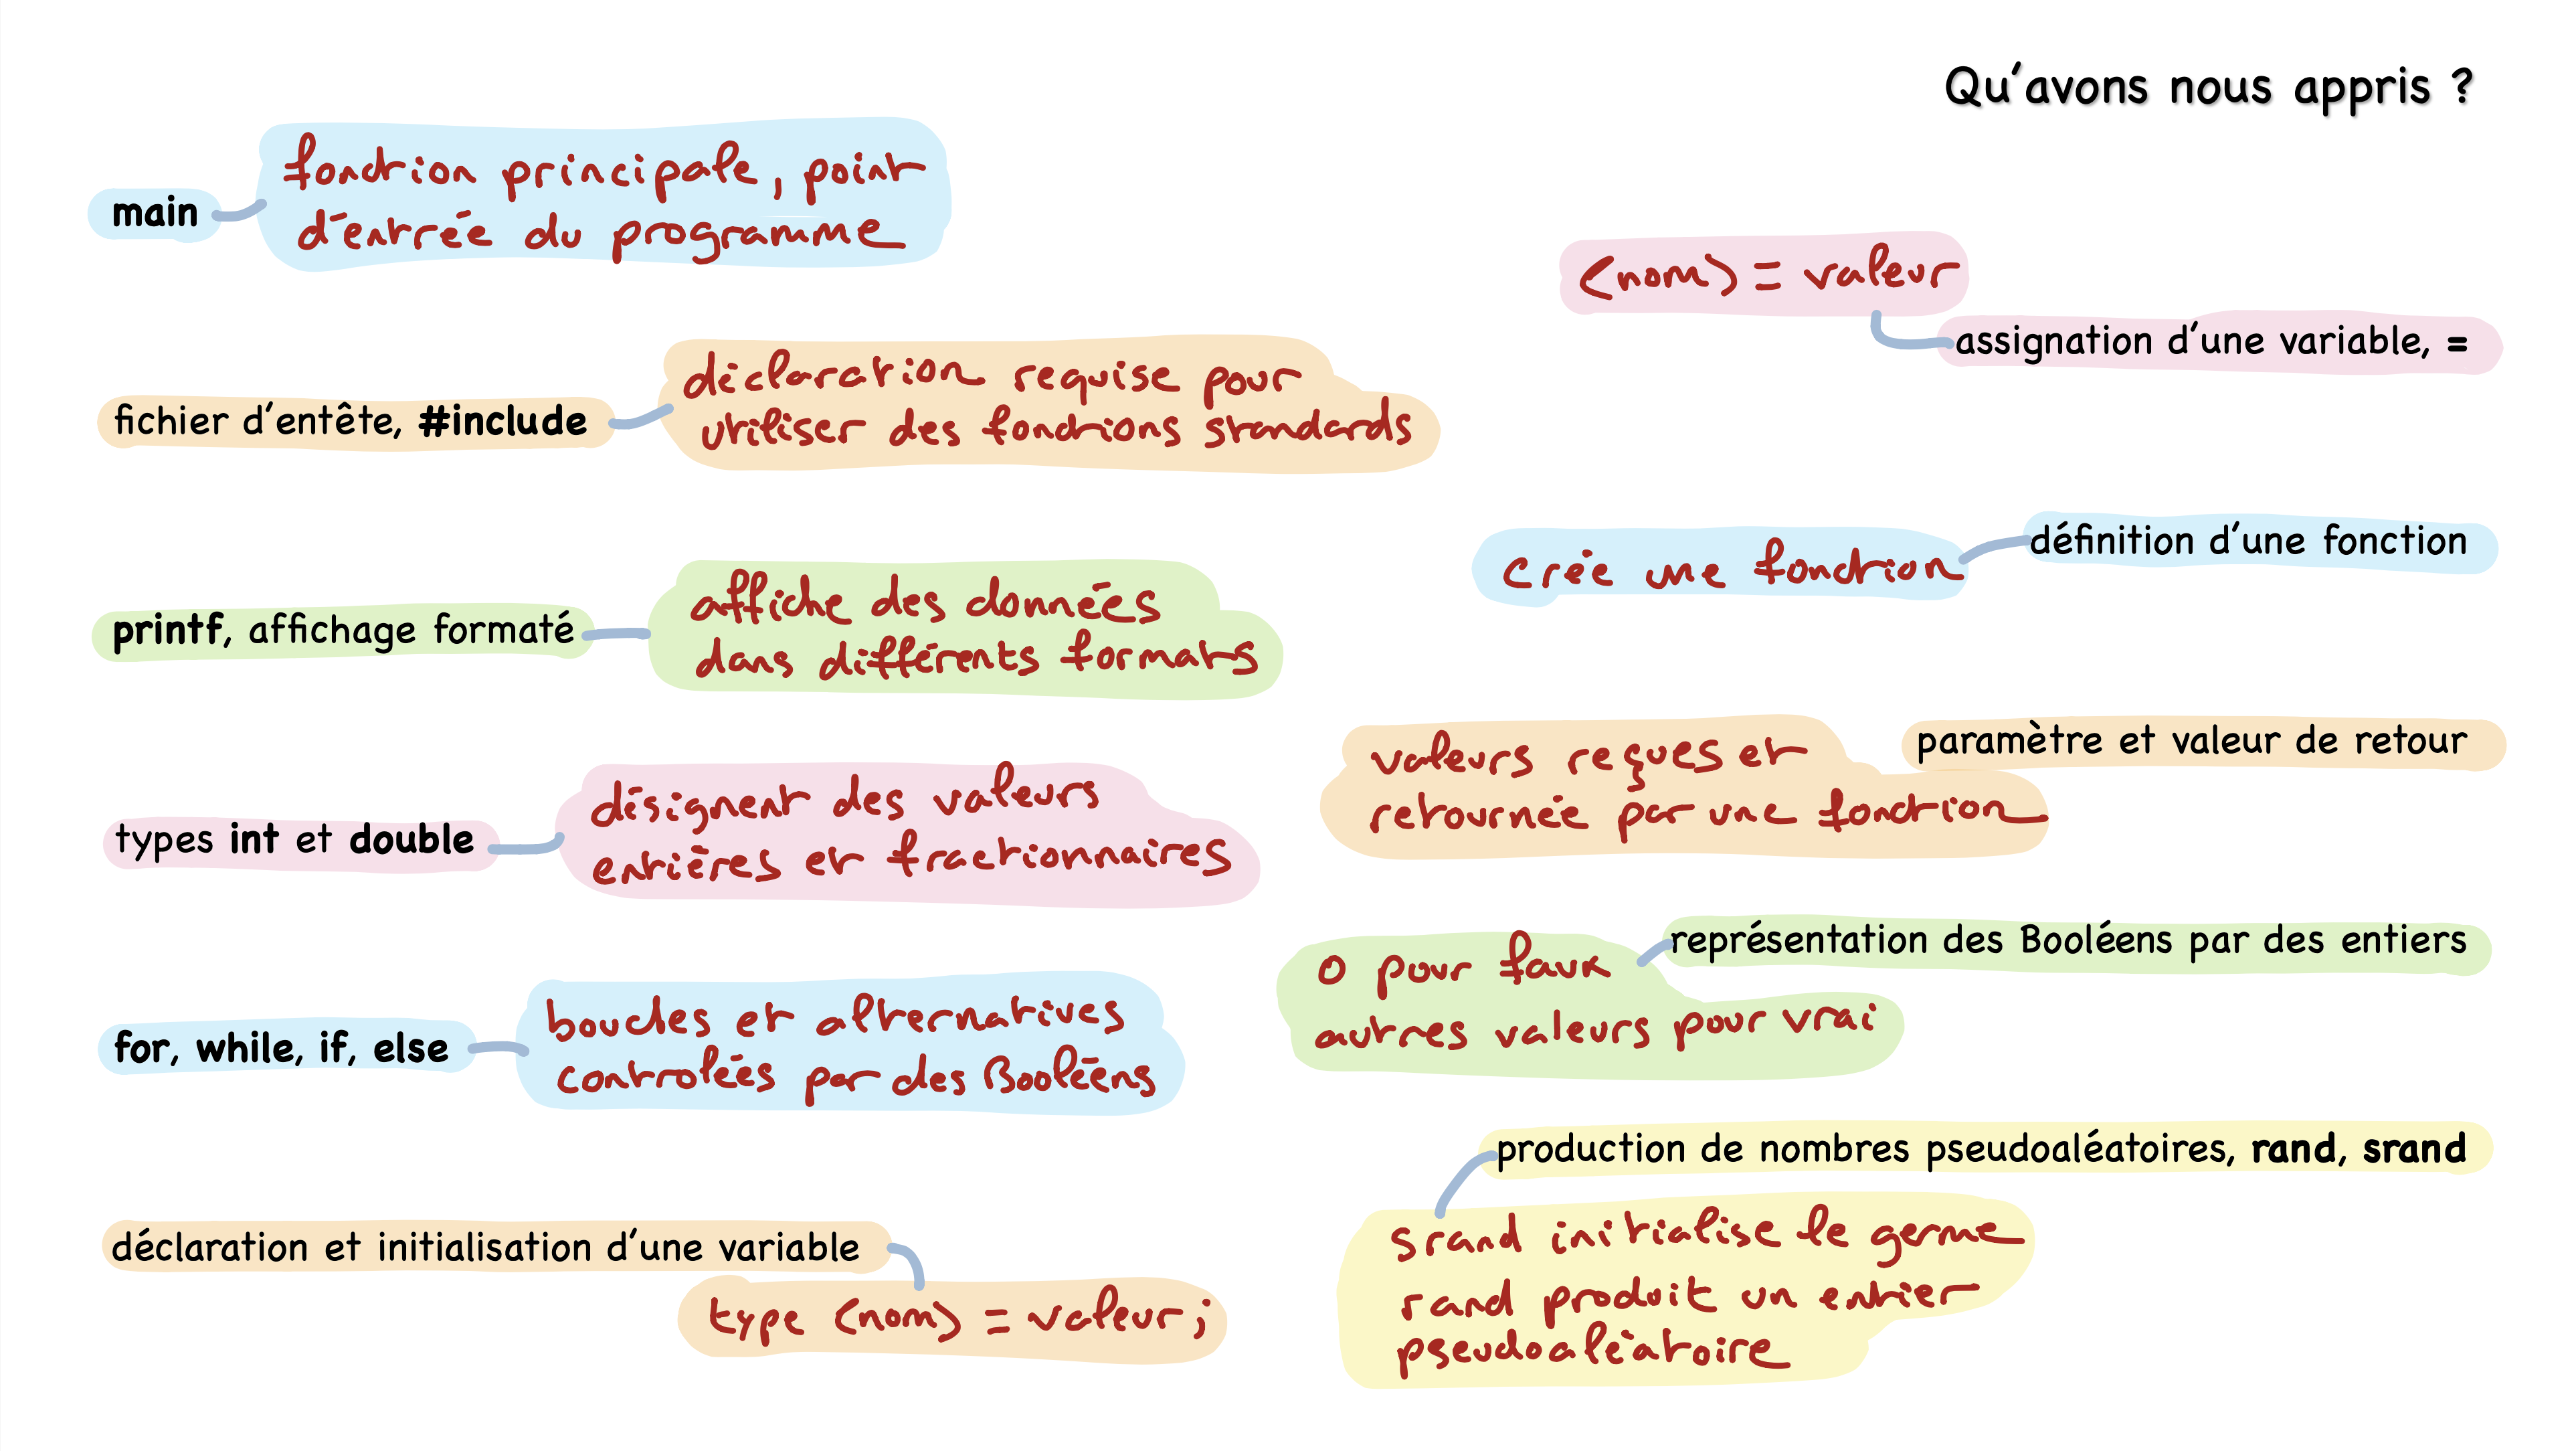 Qu'avons nous appris ?
main
fonction principale, point
d'entrée du programme
fichier d'entête, #include
déclaration requise pour
utiliser des fonctions standards
printf, affichage formaté
affiche des données
dans différents formats
types int et double
désignent des valeurs
entières et fractionnaires
for, while, if, else
boucles et alternatives
controlées par des Booléens
déclaration et initialisation d'une variable
type (nom) = valeur ;
(nom) = valeur
assignation d'une variable, =
définition d'une fonction
crée une fonction
paramètre et valeur de retour
valeurs reçues et
retournée par une fonction
représentation des Booléens par des entiers
0 pour faux
autres valeurs pour vrai
production de nombres pseudoaléatoires, rand, srand
srand initialise le germe
rand produit un entier
pseudoaléatoire